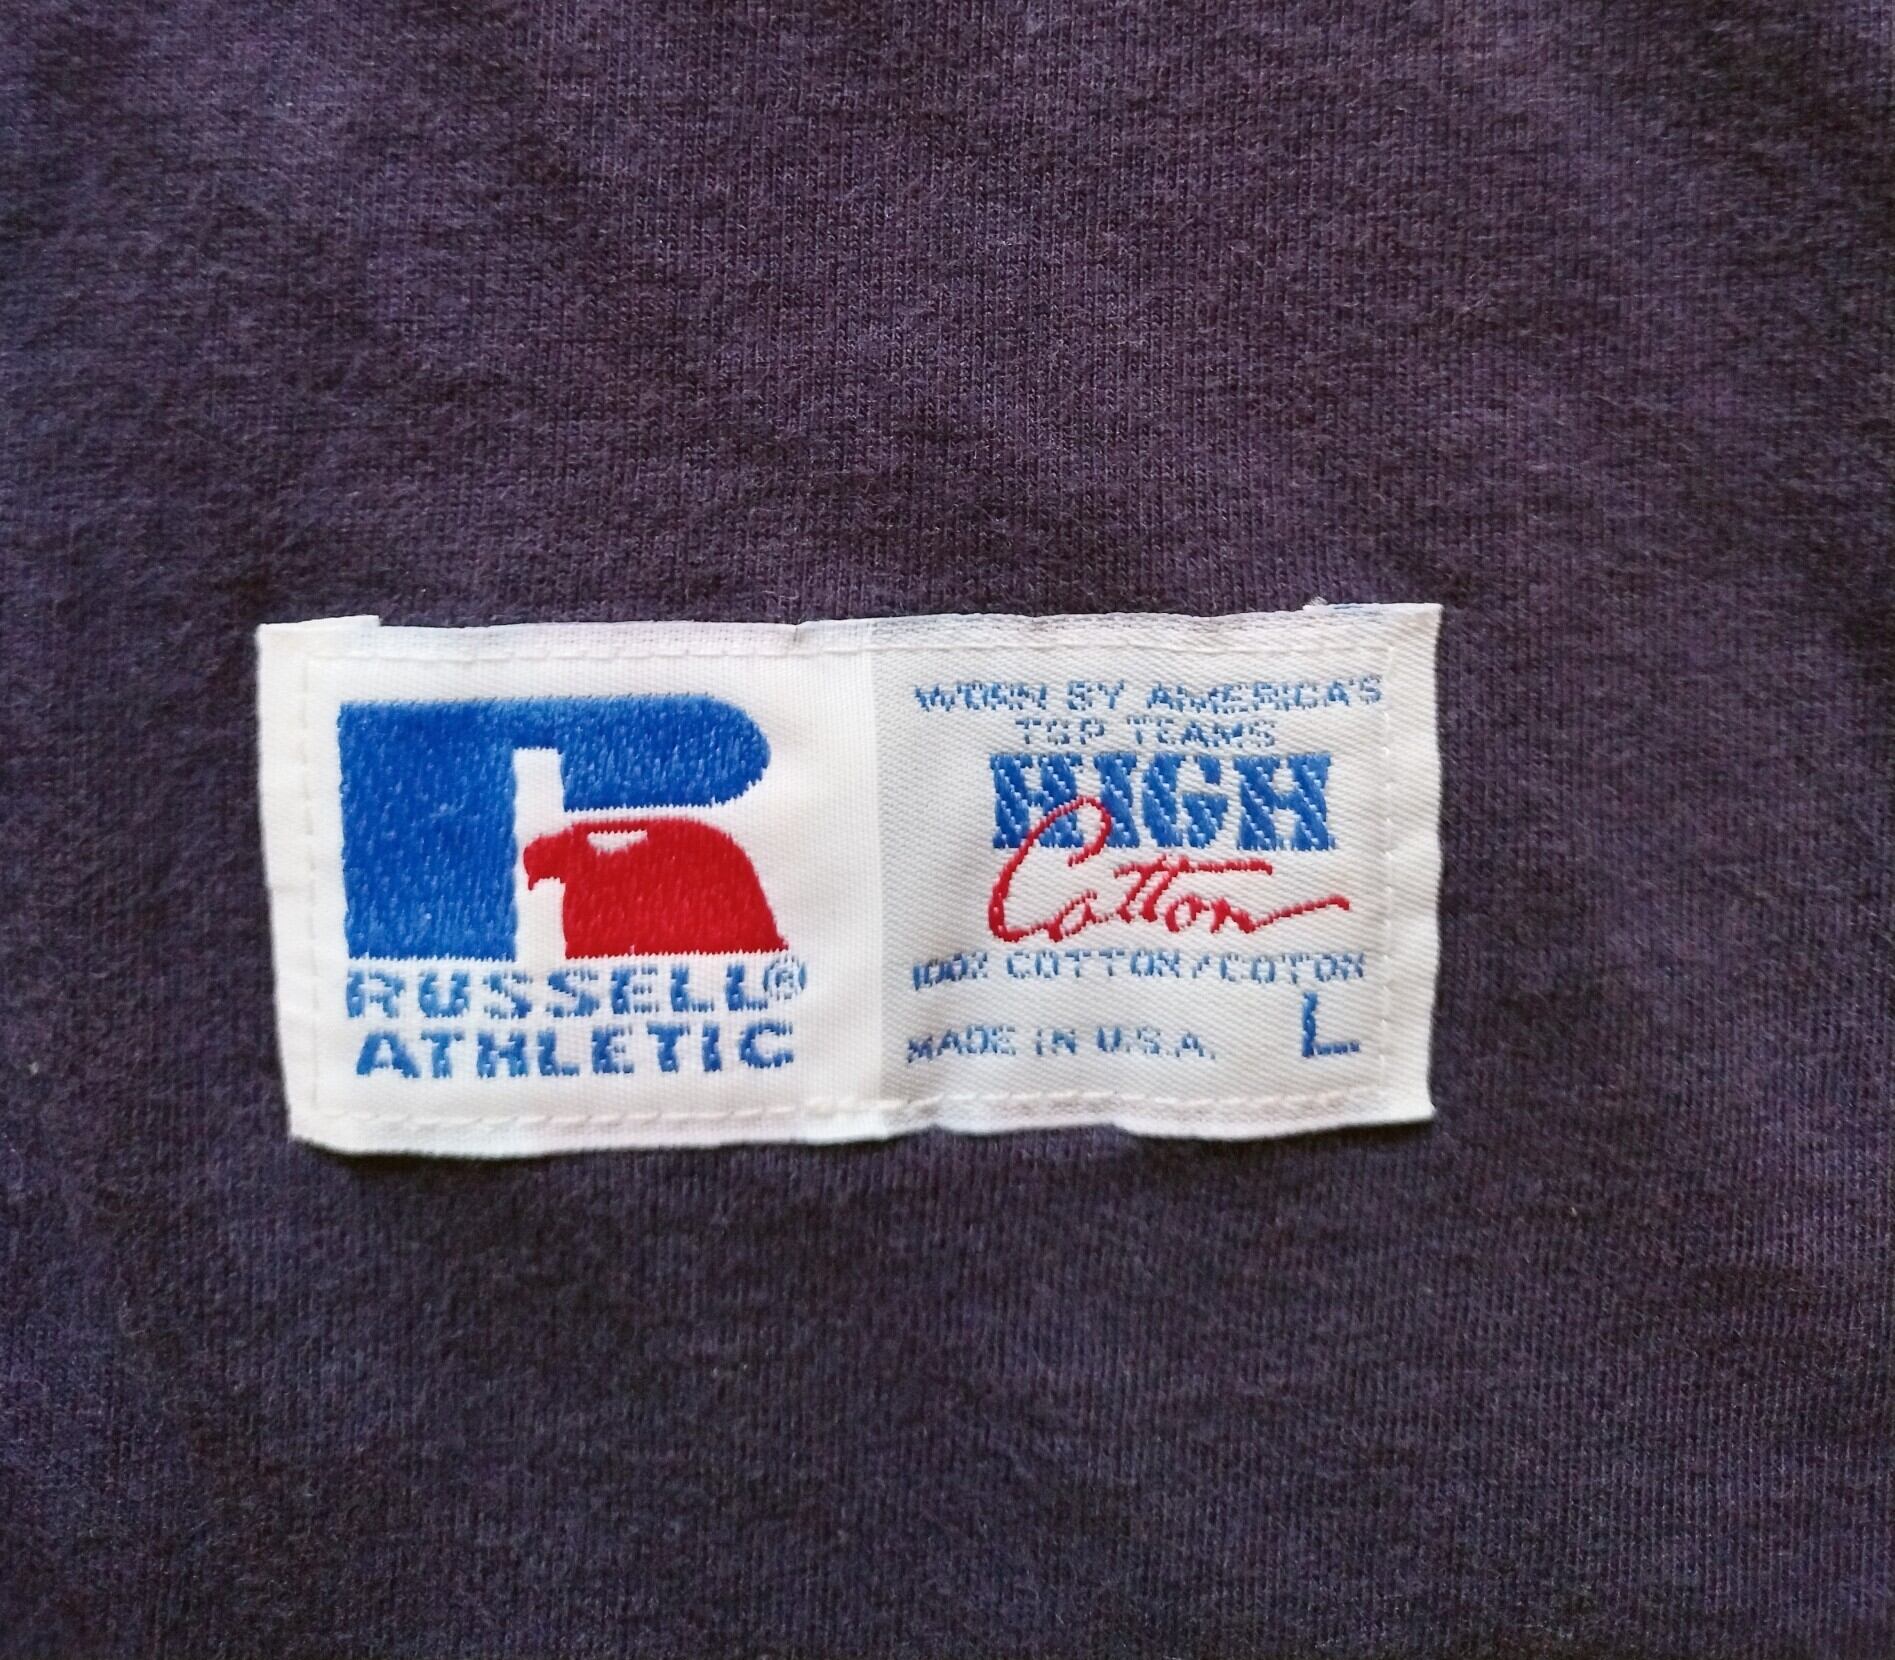 RUSSELL®
ATHLETIC
WORN BY AMERICA'S
TOP TEAMS
HIGH
Cotton
100% COTTON/COTON
MADE IN U.S.A. L